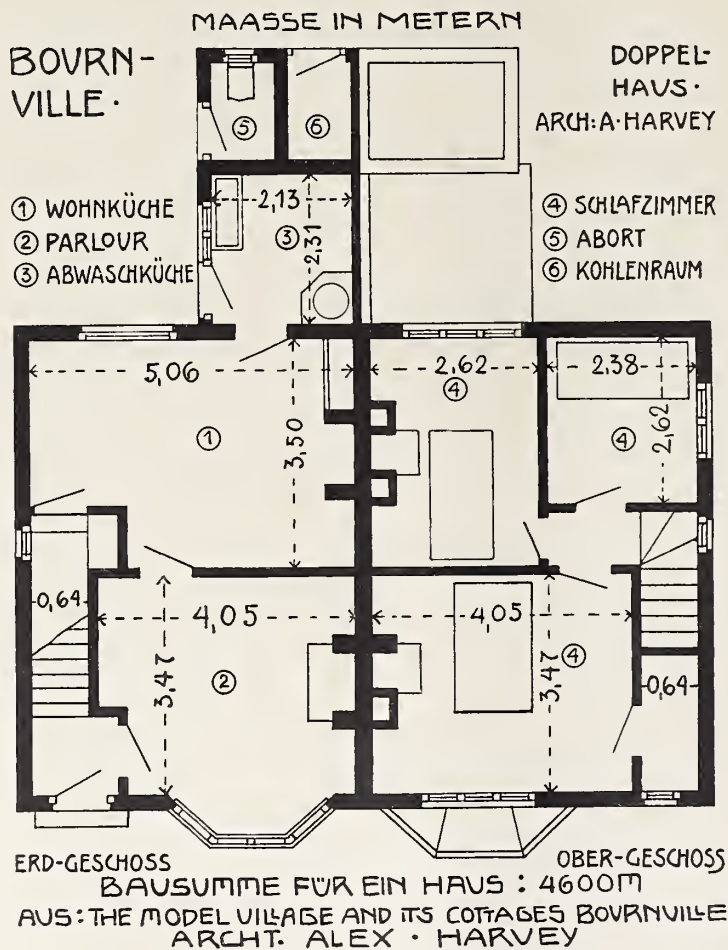 MAASSE IN METERN
BOVRN-
VILLE·
DOPPEL-
HAUS·
ARCH: A·HARVEY
① WOHNKÜCHE
② PARLOUR
③ ABWASCHKÜCHE
④ SCHLAFZIMMER
⑤ ABORT
⑥ KOHLENRAUM
⑤
⑥
2,13
③
2,31
5,06
①
3,50
2,62
④
2,38
④
2,62
0,64
4,05
3,47
②
4,05
3,47
④
0,64
ERD-GESCHOSS
OBER-GESCHOSS
BAUSUMME FÜR EIN HAUS: 4600M
AUS: THE MODEL VILLAGE AND ITS COTTAGES BOVRNVILLE
ARCHT· ALEX · HARVEY